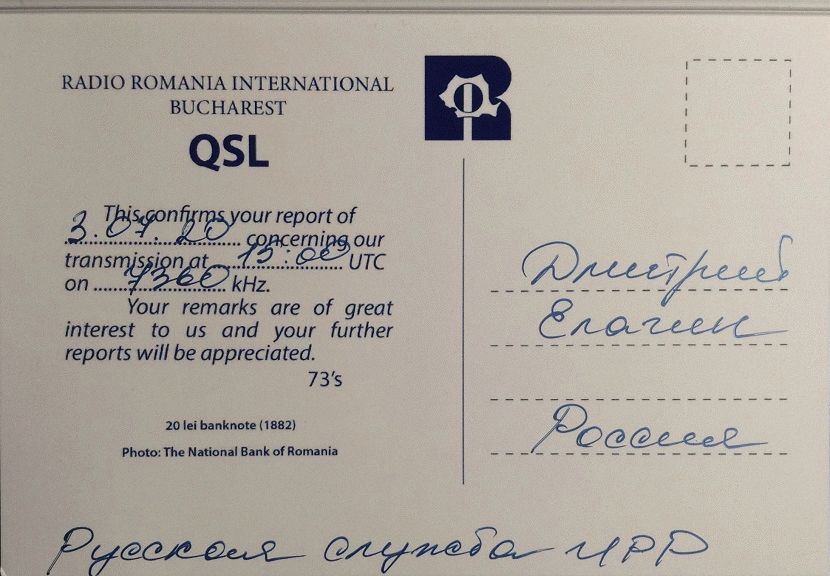 RADIO ROMANIA INTERNATIONAL
BUCHAREST
QSL
This confirms your report of
3.07.20 concerning our
transmission at 15:00 UTC
on 7360 kHz.
Your remarks are of great
interest to us and your further
reports will be appreciated.
73's
20 lei banknote (1882)
Photo: The National Bank of Romania
Дмитрий
Елагин
Россия
Русская служба ИРР